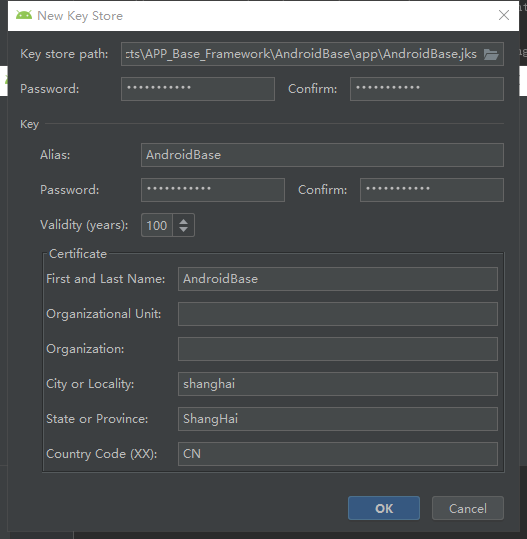 New Key Store
Key store path: cts\APP_Base_Framework\AndroidBase\app\AndroidBase.jks
Password: ••••••••••• Confirm: •••••••••••
Key
Alias: AndroidBase
Password: ••••••••••• Confirm: •••••••••••
Validity (years): 100
Certificate
First and Last Name: AndroidBase
Organizational Unit:
Organization:
City or Locality: shanghai
State or Province: ShangHai
Country Code (XX): CN
OK Cancel